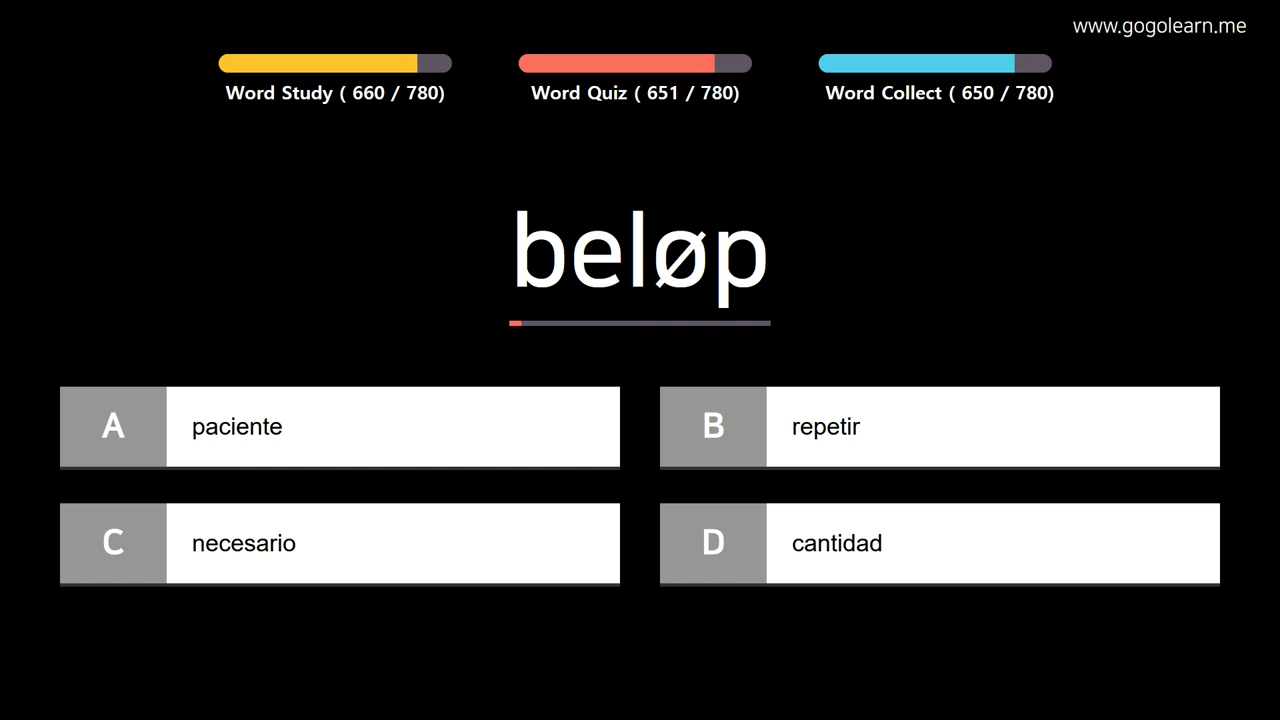 www.gogolearn.me
Word Study ( 660 / 780)
Word Quiz ( 651 / 780)
Word Collect ( 650 / 780)
beløp
A paciente
B repetir
C necesario
D cantidad